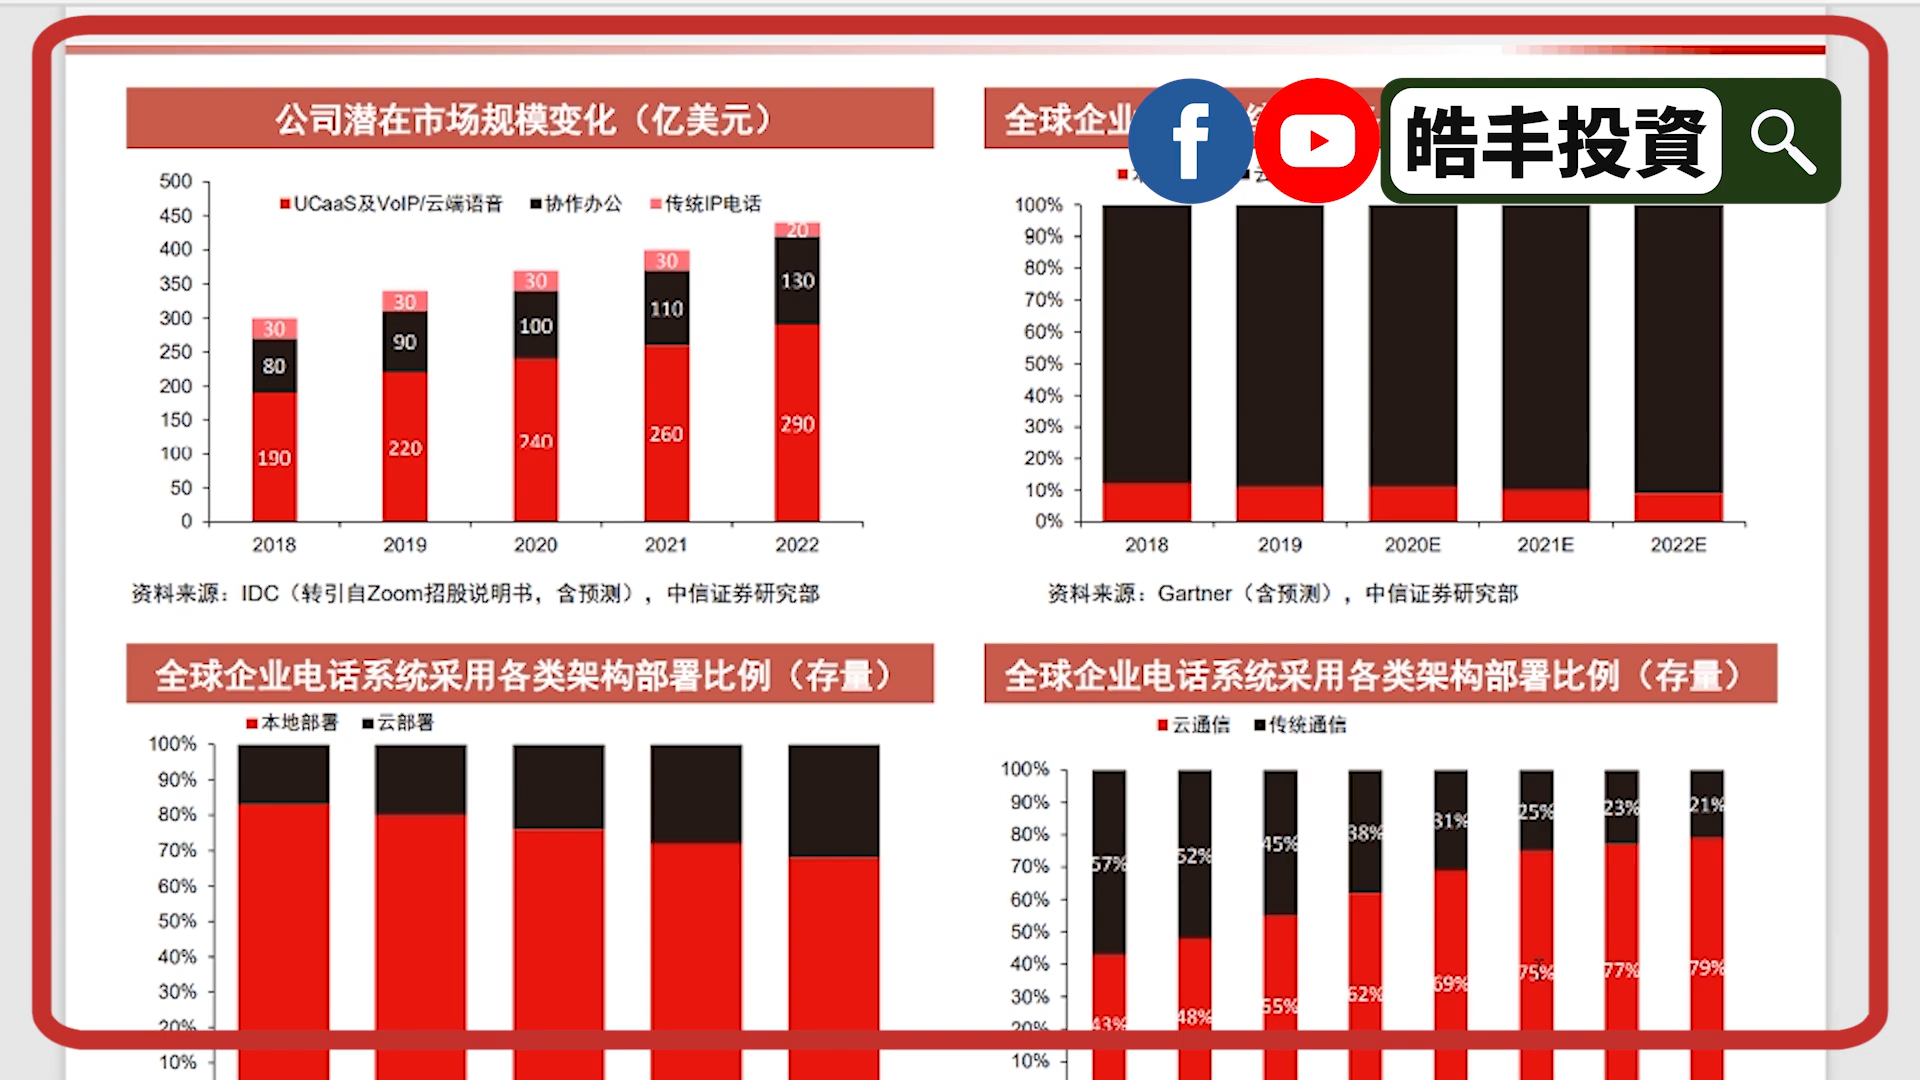 公司潜在市场规模变化（亿美元）
500
450
400
350
300
250
200
150
100
50
0
UCaaS及VoIP/云端语音 协作办公 传统IP电话
30 30 30 30 20
80 90 100 110 130
190 220 240 260 290
2018 2019 2020 2021 2022
资料来源：IDC（转引自Zoom招股说明书，含预测），中信证券研究部
全球企业
皓丰投資
100%
90%
80%
70%
60%
50%
40%
30%
20%
10%
0%
2018 2019 2020E 2021E 2022E
资料来源：Gartner（含预测），中信证券研究部
全球企业电话系统采用各类架构部署比例（存量）
本地部署 云部署
100%
90%
80%
70%
60%
50%
40%
30%
20%
10%
全球企业电话系统采用各类架构部署比例（存量）
云通信 传统通信
100%
90%
80%
70%
60%
50%
40%
30%
20%
10%
57% 52% 45% 38% 31% 25% 23% 21%
43% 48% 55% 62% 69% 75% 77% 79%